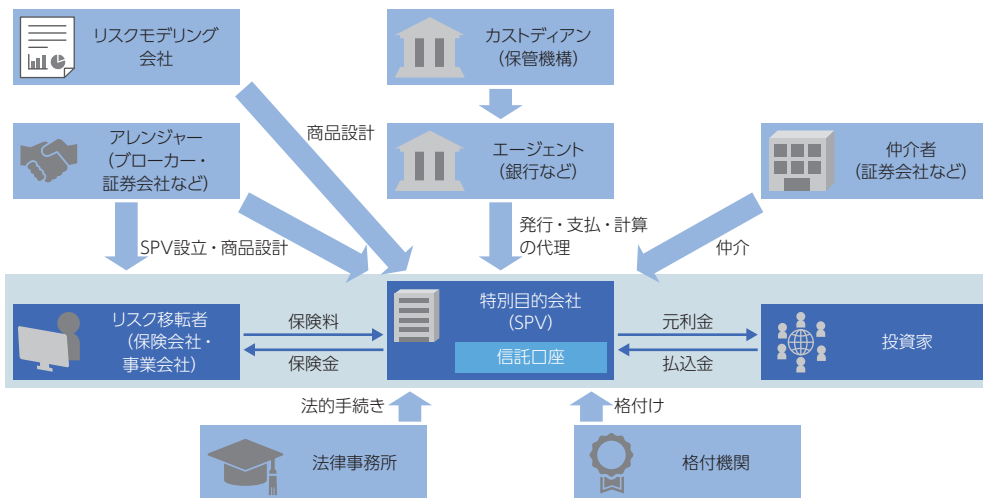 リスクモデリング
会社
カストディアン
(保管機構)
アレンジャー
(ブローカー・
証券会社など)
商品設計
エージェント
(銀行など)
仲介者
(証券会社など)
SPV設立・商品設計
発行・支払・計算
の代理
仲介
リスク移転者
(保険会社・
事業会社)
保険料
保険金
特別目的会社
(SPV)
信託口座
元利金
払込金
投資家
法的手続き
格付け
法律事務所
格付機関